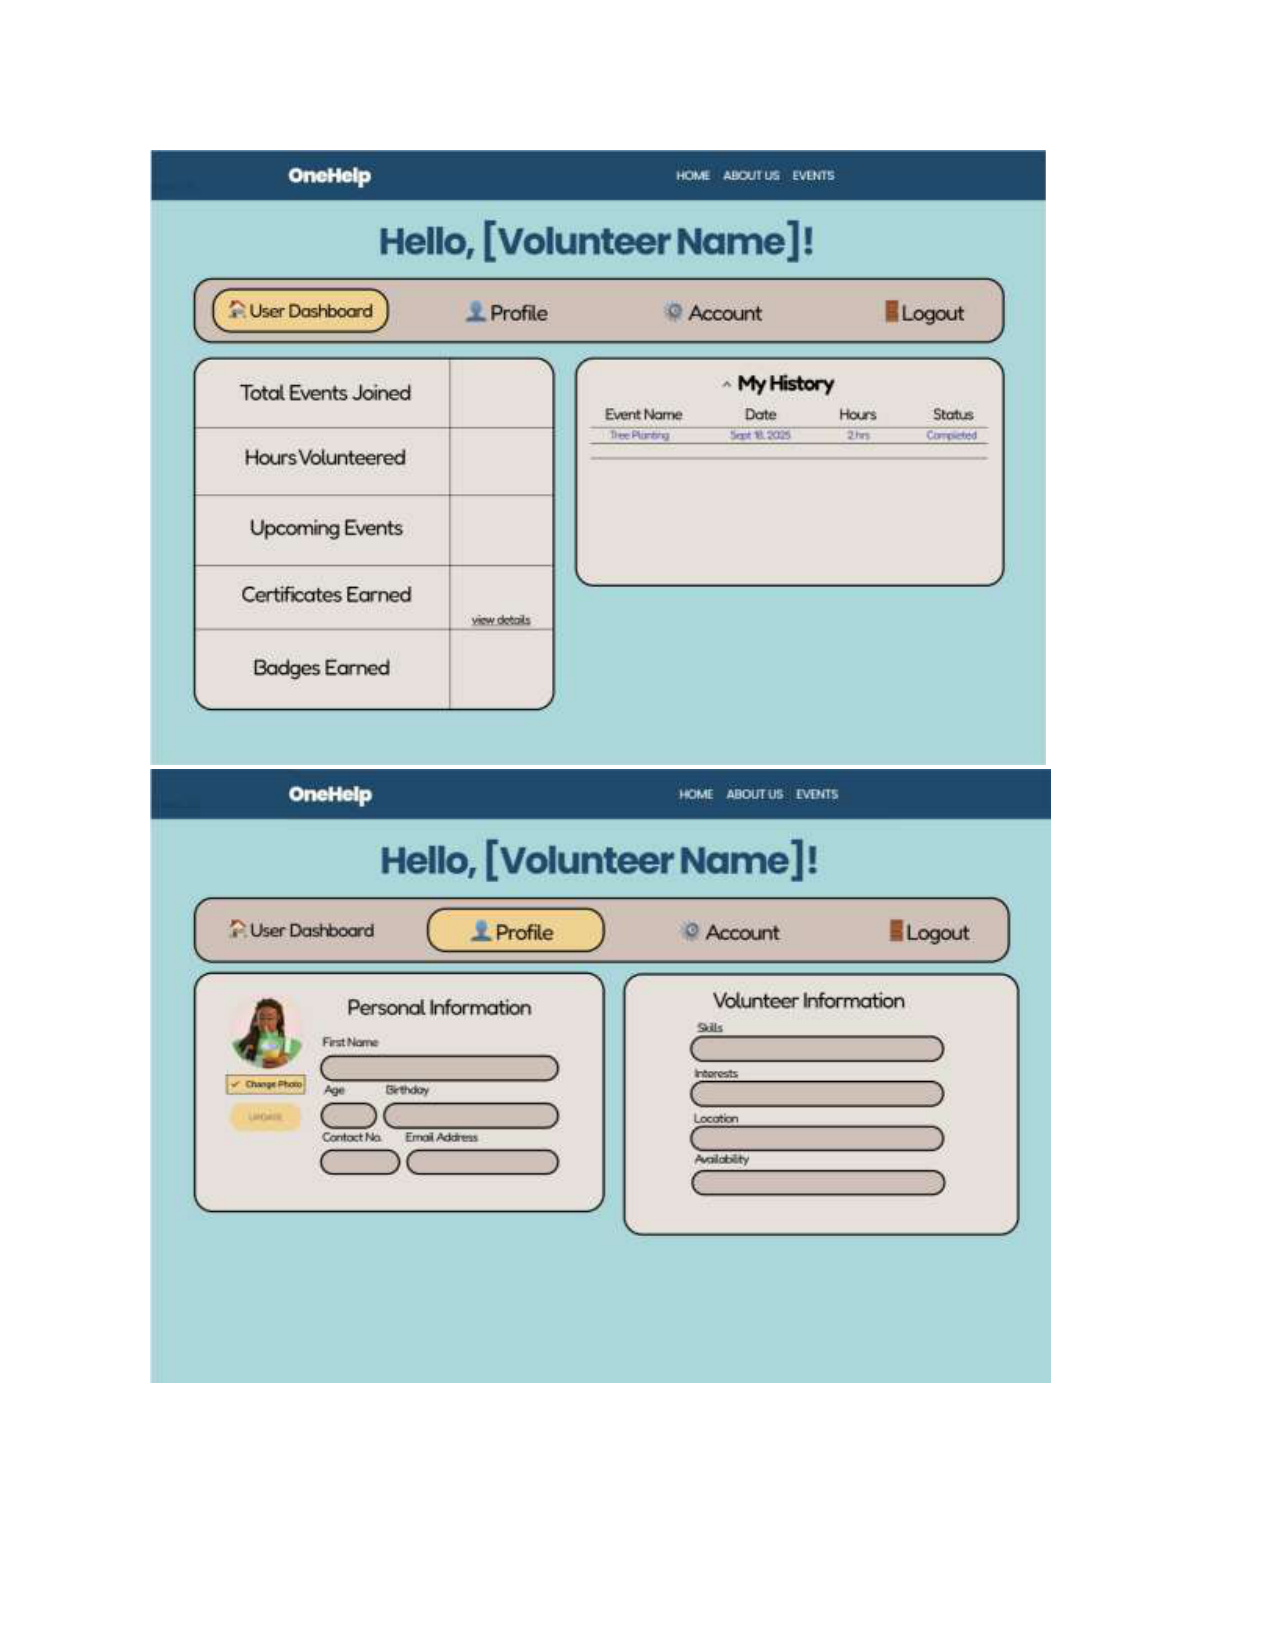 OneHelp
HOME ABOUT US EVENTS
Hello, [Volunteer Name]!
User Dashboard
Profile
Account
Logout
Total Events Joined
Hours Volunteered
Upcoming Events
Certificates Earned
view details
Badges Earned
^ My History
Event Name Date Hours Status
Tree Planting Sept 18, 2025 2 hrs Completed
OneHelp
HOME ABOUT US EVENTS
Hello, [Volunteer Name]!
User Dashboard
Profile
Account
Logout
Personal Information
First Name
Change Photo
Age Birthday
UPDATE
Contact No. Email Address
Volunteer Information
Skills
Interests
Location
Availability